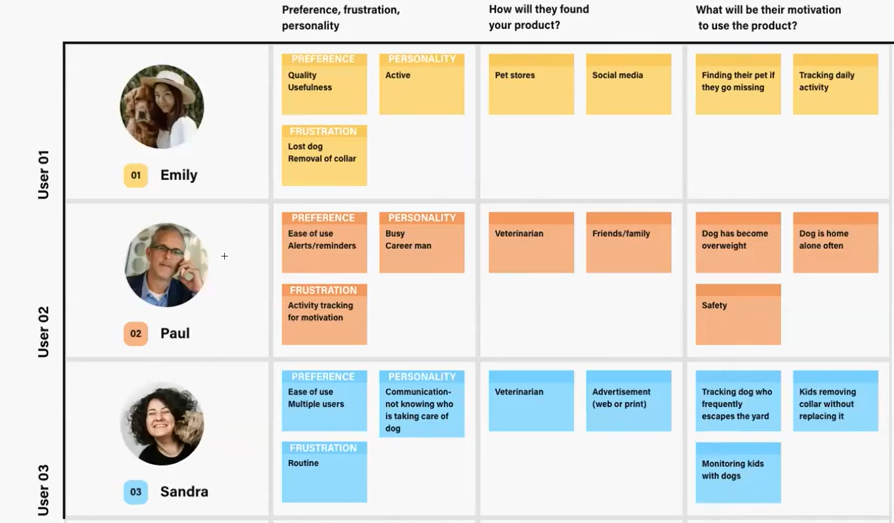 Preference, frustration,
personality
How will they found
your product?
What will be their motivation
to use the product?
User 01
01 Emily
PREFERENCE
Quality
Usefulness
PERSONALITY
Active
FRUSTRATION
Lost dog
Removal of collar
Pet stores
Social media
Finding their pet if
they go missing
Tracking daily
activity
User 02
02 Paul
PREFERENCE
Ease of use
Alerts/reminders
PERSONALITY
Busy
Career man
FRUSTRATION
Activity tracking
for motivation
Veterinarian
Friends/family
Dog has become
overweight
Dog is home
alone often
Safety
User 03
03 Sandra
PREFERENCE
Ease of use
Multiple users
PERSONALITY
Communication-
not knowing who
is taking care of
dog
FRUSTRATION
Routine
Veterinarian
Advertisement
(web or print)
Tracking dog who
frequently
escapes the yard
Kids removing
collar without
replacing it
Monitoring kids
with dogs